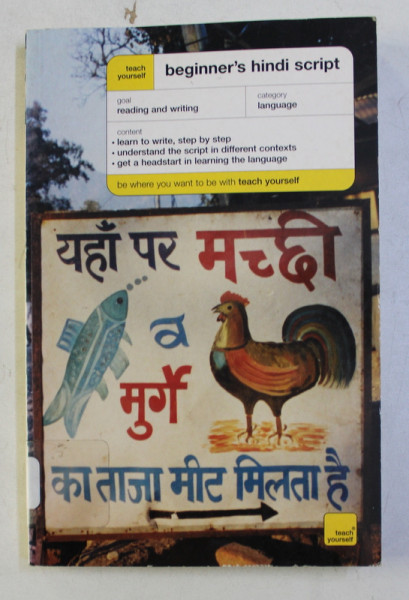 teach
yourself
beginner's hindi script
goal
reading and writing
category
language
content
• learn to write, step by step
• understand the script in different contexts
• get a headstart in learning the language
be where you want to be with teach yourself
यहाँ पर मच्छी
व
मुर्गे
का ताजा मीट मिलता है
teach
yourself